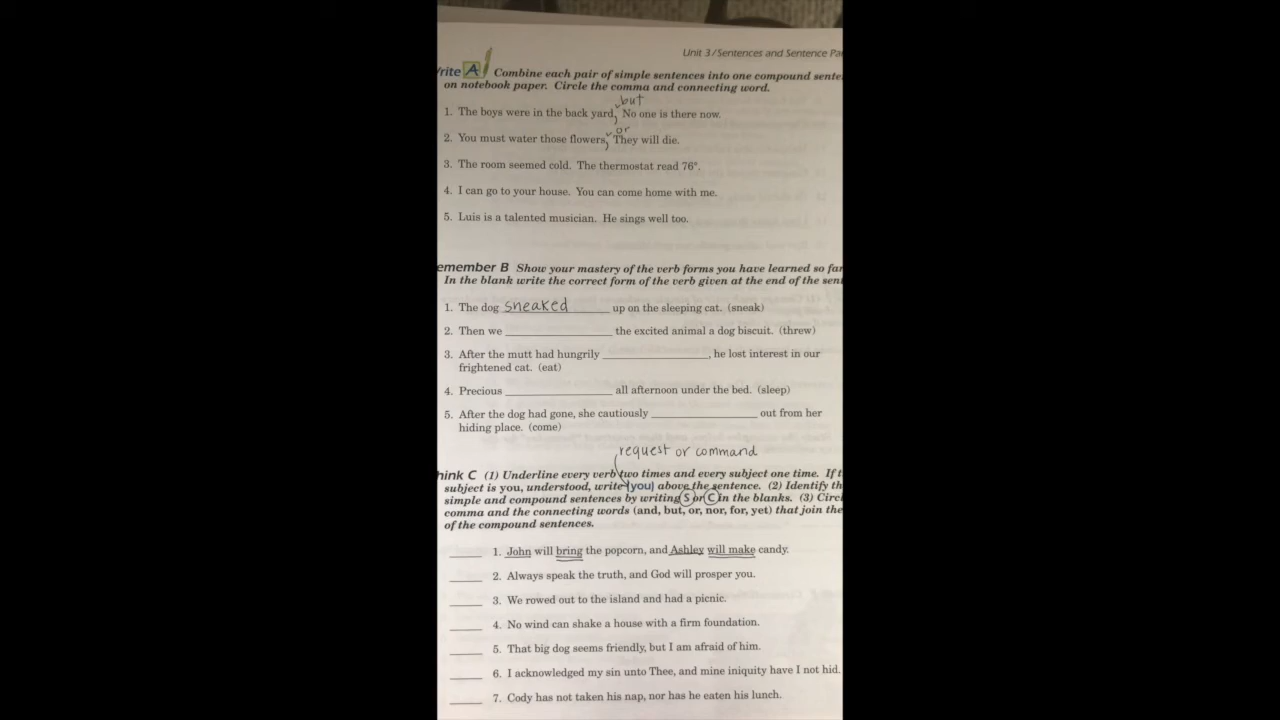 Unit 3/Sentences and Sentence Pa
rite A Combine each pair of simple sentences into one compound sente
on notebook paper. Circle the comma and connecting word.
but
1. The boys were in the back yard, No one is there now.
or
2. You must water those flowers, They will die.
3. The room seemed cold. The thermostat read 76°.
4. I can go to your house. You can come home with me.
5. Luis is a talented musician. He sings well too.
emember B Show your mastery of the verb forms you have learned so far
In the blank write the correct form of the verb given at the end of the sent
1. The dog sneaked up on the sleeping cat. (sneak)
2. Then we ____________ the excited animal a dog biscuit. (threw)
3. After the mutt had hungrily ____________, he lost interest in our
frightened cat. (eat)
4. Precious ____________ all afternoon under the bed. (sleep)
5. After the dog had gone, she cautiously ____________ out from her
hiding place. (come)
request or command
hink C (1) Underline every verb two times and every subject one time. If t
subject is you, understood, write (you) above the sentence. (2) Identify th
simple and compound sentences by writing S or C in the blanks. (3) Circ
comma and the connecting words (and, but, or, nor, for, yet) that join the
of the compound sentences.
____ 1. John will bring the popcorn, and Ashley will make candy.
____ 2. Always speak the truth, and God will prosper you.
____ 3. We rowed out to the island and had a picnic.
____ 4. No wind can shake a house with a firm foundation.
____ 5. That big dog seems friendly, but I am afraid of him.
____ 6. I acknowledged my sin unto Thee, and mine iniquity have I not hid.
____ 7. Cody has not taken his nap, nor has he eaten his lunch.